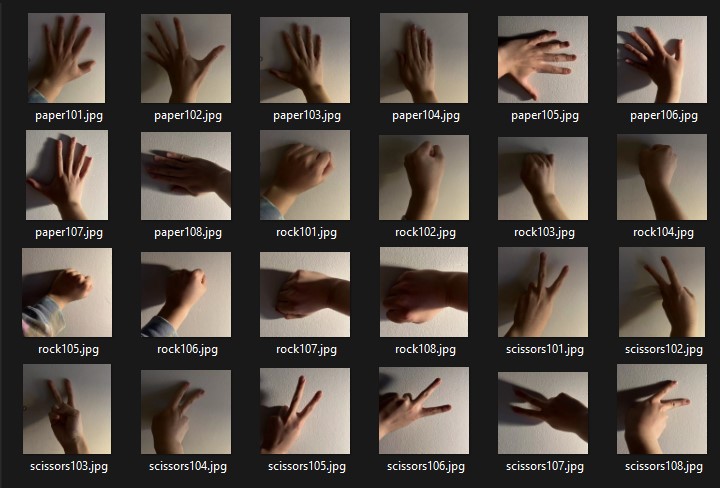 paper101.jpg
paper102.jpg
paper103.jpg
paper104.jpg
paper105.jpg
paper106.jpg
paper107.jpg
paper108.jpg
rock101.jpg
rock102.jpg
rock103.jpg
rock104.jpg
rock105.jpg
rock106.jpg
rock107.jpg
rock108.jpg
scissors101.jpg
scissors102.jpg
scissors103.jpg
scissors104.jpg
scissors105.jpg
scissors106.jpg
scissors107.jpg
scissors108.jpg